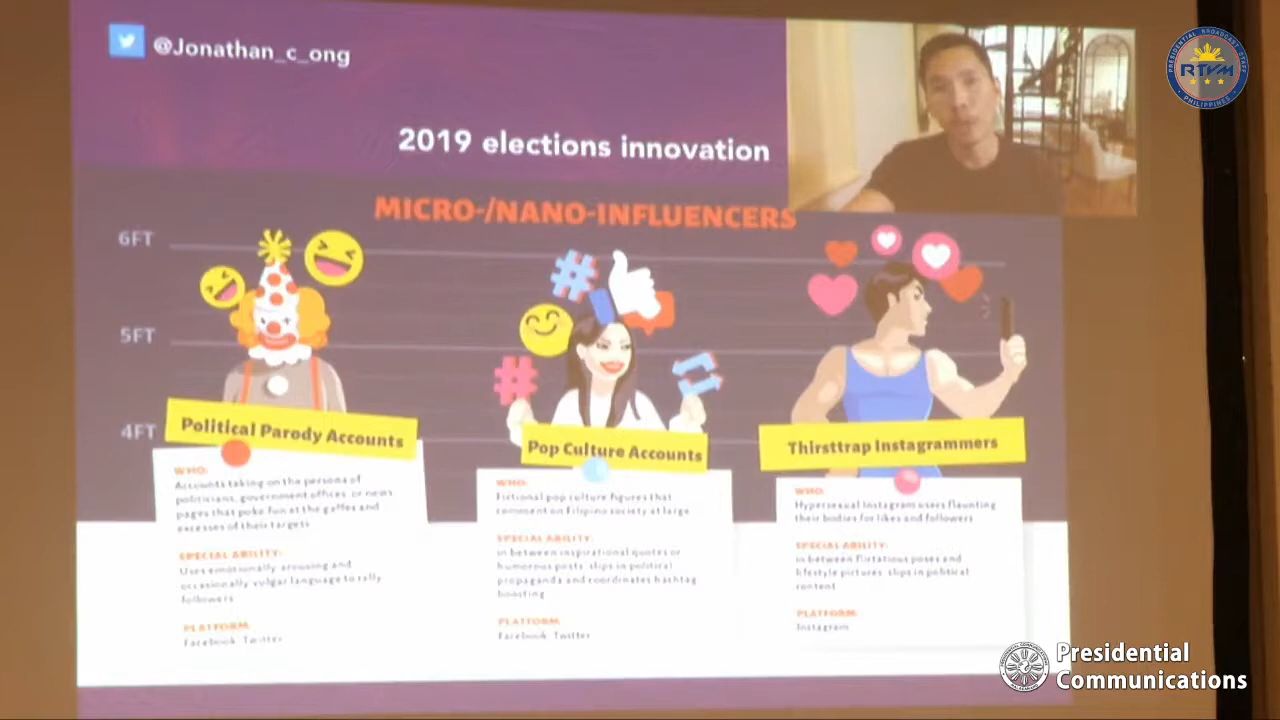 @Jonathan_c_ong
2019 elections innovation
MICRO-/NANO-INFLUENCERS
6FT
5FT
4FT
Political Parody Accounts
WHO:
Accounts taking on the persona of
politicians, government offices, or news
pages that poke fun at the gaffes and
excesses of their targets
SPECIAL ABILITY:
Uses emotionally arousing and
occasionally vulgar language to rally
followers
PLATFORM:
Facebook, Twitter
Pop Culture Accounts
WHO:
Fictional pop culture figures that
comment on Filipino society at large
SPECIAL ABILITY:
in between inspirational quotes or
humorous posts, slips in political
propaganda and coordinates hashtag
boosting
PLATFORM:
Facebook, Twitter
Thirsttrap Instagrammers
WHO:
Hypersexual Instagram users flaunting
their bodies for likes and followers
SPECIAL ABILITY:
in between flirtatious poses and
lifestyle pictures, slips in political
content
PLATFORM:
Instagram
PRESIDENTIAL BROADCAST STAFF
RTVM
PHILIPPINES
Presidential
Communications